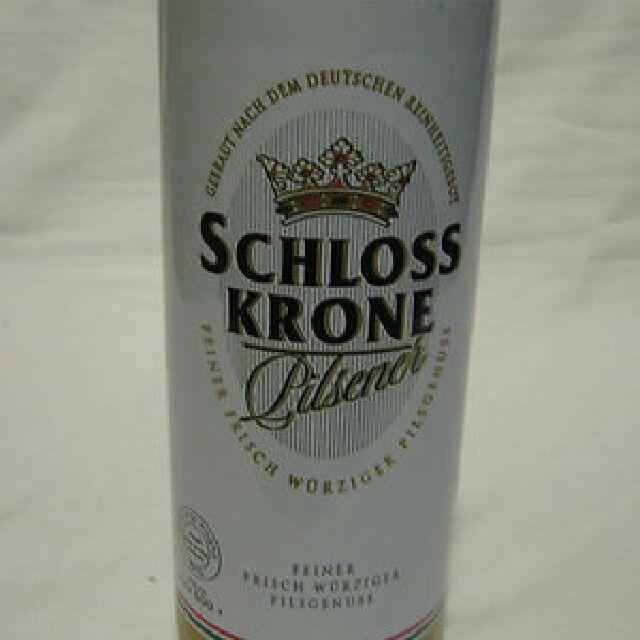 GEBRAUT NACH DEM DEUTSCHEN REINHEITSGEBOT
SCHLOSS
KRONE
Pilsener
FEINER FRISCH WÜRZIGER PILSGENUSS
FEINER
FRISCH WÜRZIGER
PILSGENUSS